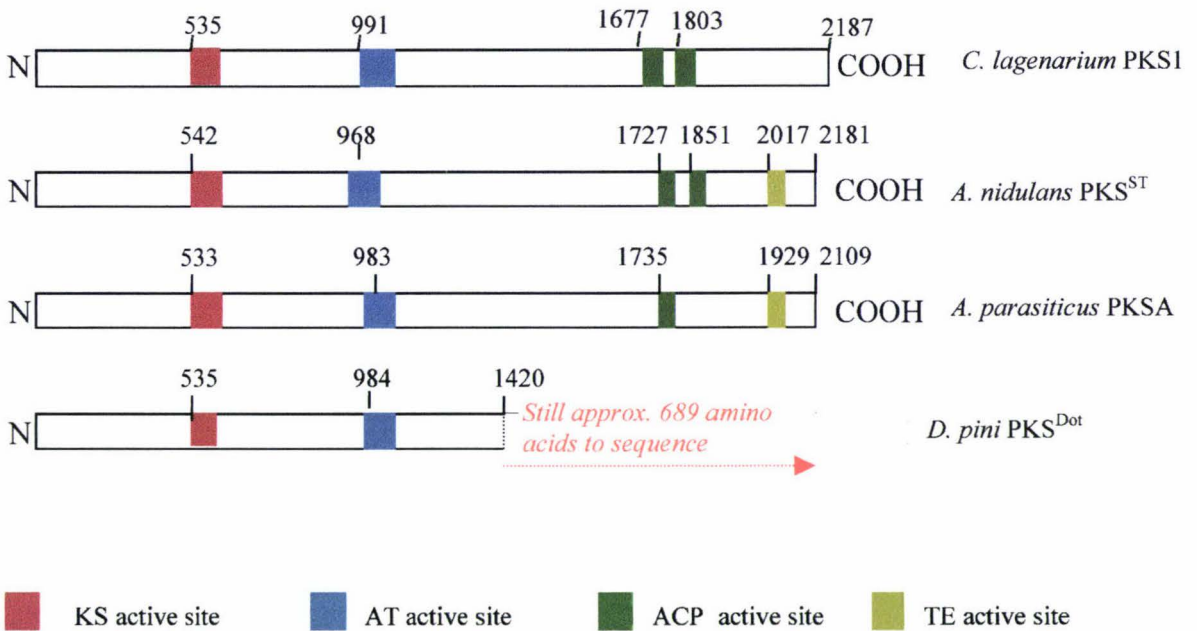 535 991 1677 1803 2187
N COOH C. lagenarium PKS1
542 968 1727 1851 2017 2181
N COOH A. nidulans PKS^ST
533 983 1735 1929 2109
N COOH A. parasiticus PKSA
535 984 1420
N Still approx. 689 amino D. pini PKS^Dot
acids to sequence
KS active site AT active site ACP active site TE active site